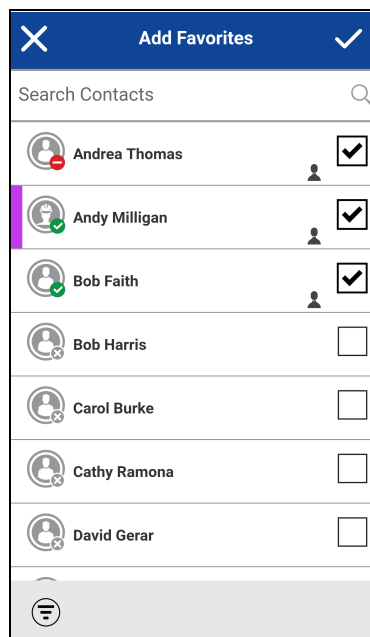 Add Favorites
Search Contacts
Andrea Thomas
Andy Milligan
Bob Faith
Bob Harris
Carol Burke
Cathy Ramona
David Gerar